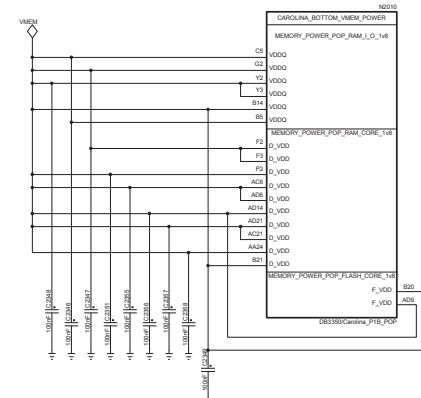 N2010
CAROLINA_BOTTOM_VMEM_POWER
VMEM
MEMORY_POWER_POP_RAM_I_O_1v8
C5 VDDQ
G2 VDDQ
Y2 VDDQ
Y3 VDDQ
B14 VDDQ
B5 VDDQ
MEMORY_POWER_POP_RAM_CORE_1v8
F2 D_VDD
F3 D_VDD
P2 D_VDD
AC6 D_VDD
AD6 D_VDD
AD14 D_VDD
AD21 D_VDD
AC21 D_VDD
AA24 D_VDD
B21 D_VDD
MEMORY_POWER_POP_FLASH_CORE_1v8
F_VDD B20
F_VDD AD9
DB3350/Carolina_P1B_POP
100nF C2348
100nF C2346
100nF C2347
100nF C2351
100nF C2355
100nF C2356
100nF C2357
100nF C2358
100nF C2349